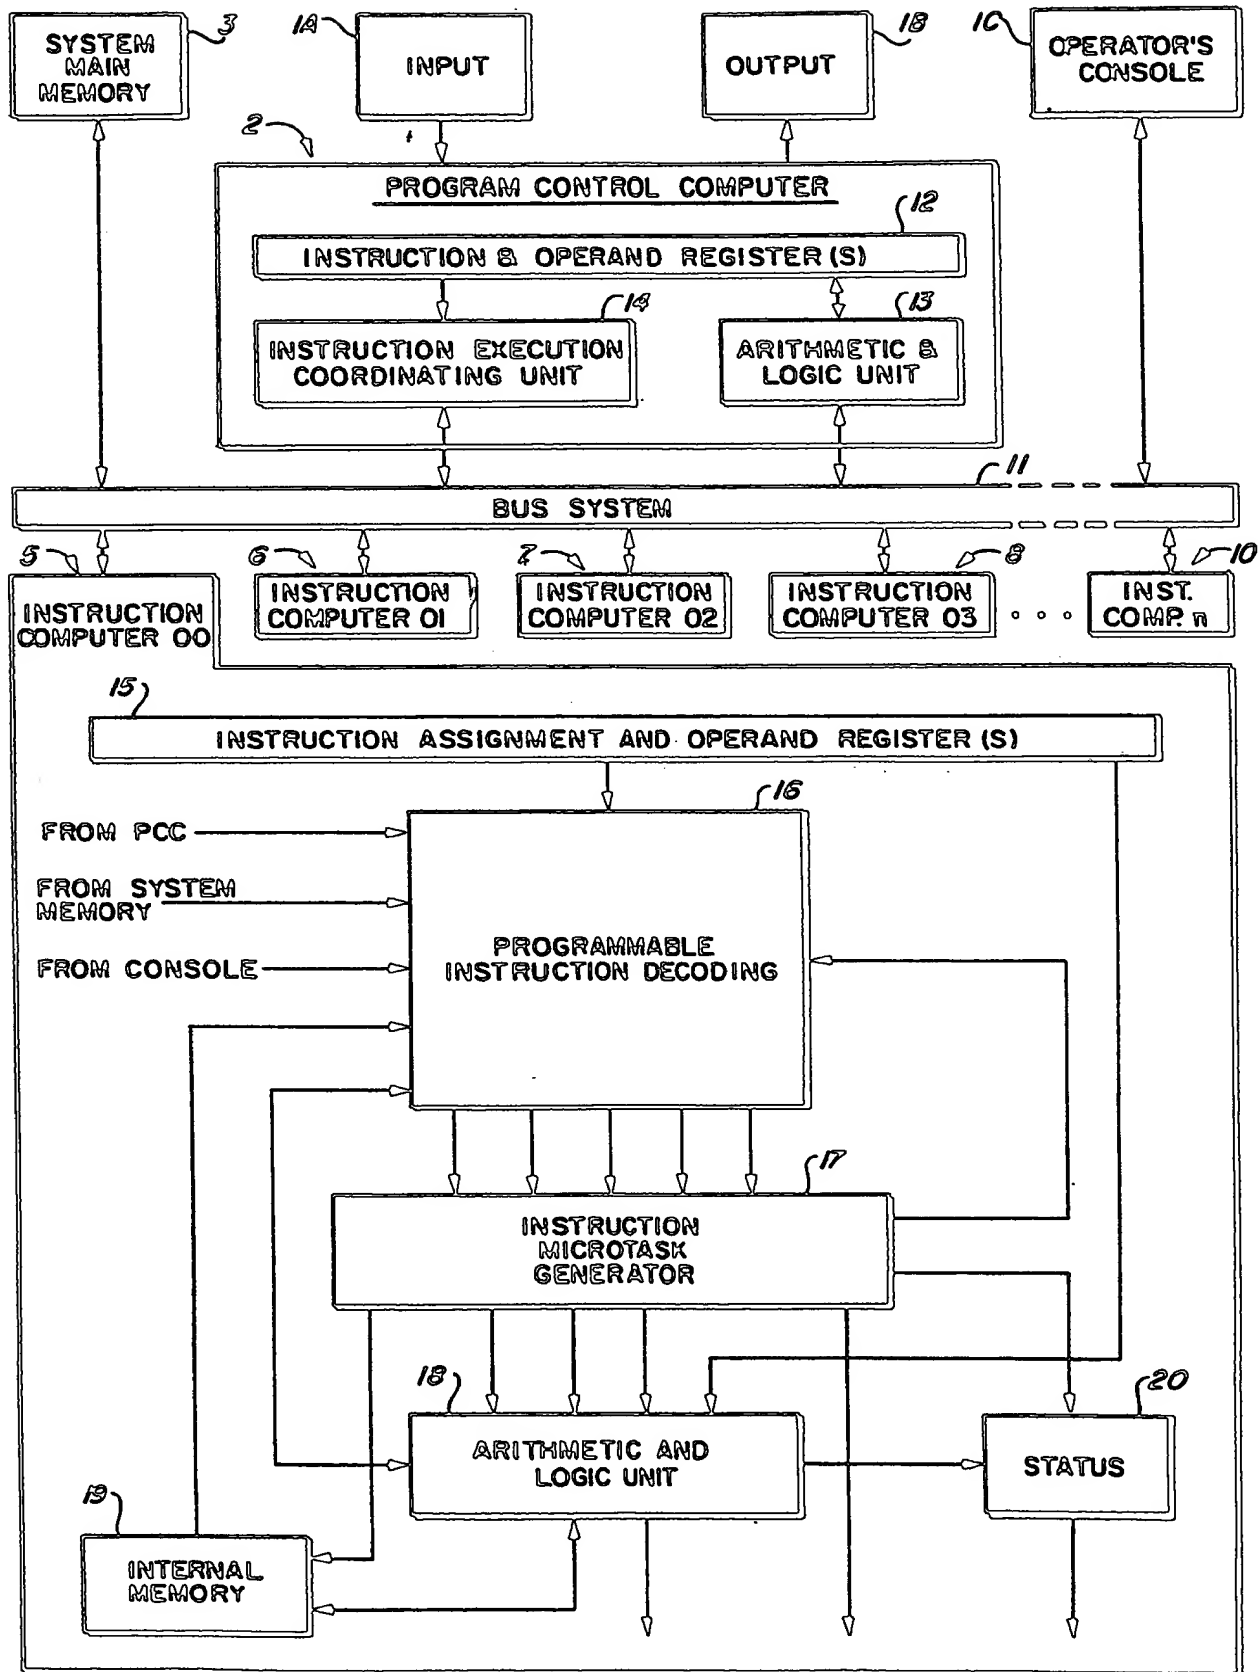 3
1A
1B
1C
SYSTEM
MAIN
MEMORY
INPUT
OUTPUT
OPERATOR'S
CONSOLE
2
PROGRAM CONTROL COMPUTER
12
INSTRUCTION & OPERAND REGISTER (S)
14
13
INSTRUCTION EXECUTION
COORDINATING UNIT
ARITHMETIC &
LOGIC UNIT
11
BUS SYSTEM
5
6
7
8
10
INSTRUCTION
COMPUTER 00
INSTRUCTION
COMPUTER 01
INSTRUCTION
COMPUTER 02
INSTRUCTION
COMPUTER 03
INST.
COMP. n
15
INSTRUCTION ASSIGNMENT AND OPERAND REGISTER (S)
16
FROM PCC
FROM SYSTEM
MEMORY
FROM CONSOLE
PROGRAMMABLE
INSTRUCTION DECODING
17
INSTRUCTION
MICROTASK
GENERATOR
18
20
ARITHMETIC AND
LOGIC UNIT
STATUS
19
INTERNAL
MEMORY